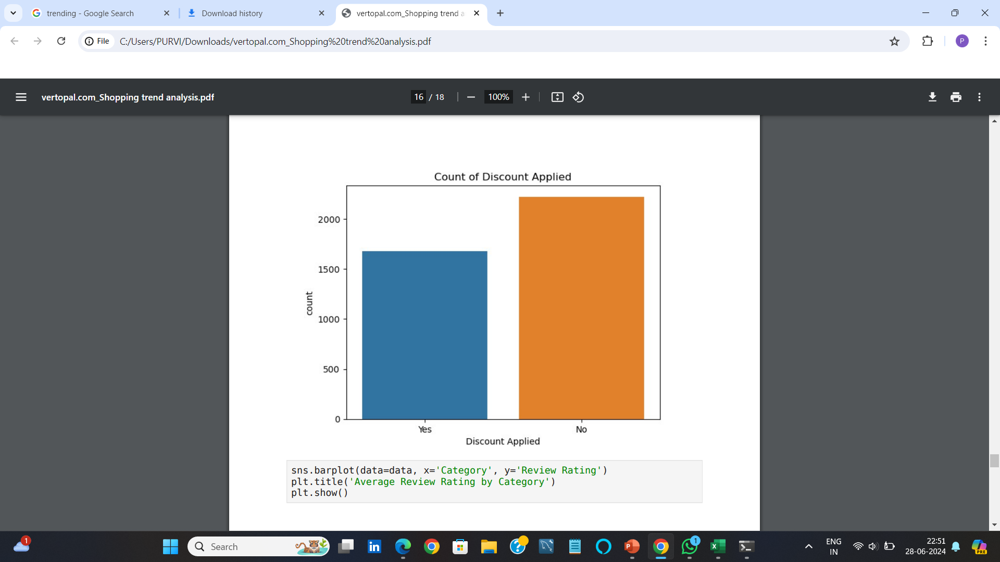 trending - Google Search
Download history
vertopal.com_Shopping trend a
File
C:/Users/PURVI/Downloads/vertopal.com_Shopping%20trend%20analysis.pdf
P
vertopal.com_Shopping trend analysis.pdf
16 / 18
100%
Count of Discount Applied
2000
1500
1000
500
0
count
Yes
No
Discount Applied
sns.barplot(data=data, x='Category', y='Review Rating')
plt.title('Average Review Rating by Category')
plt.show()
1
Search
in
P
1
X
ENG
IN
22:51
28-06-2024
PRE